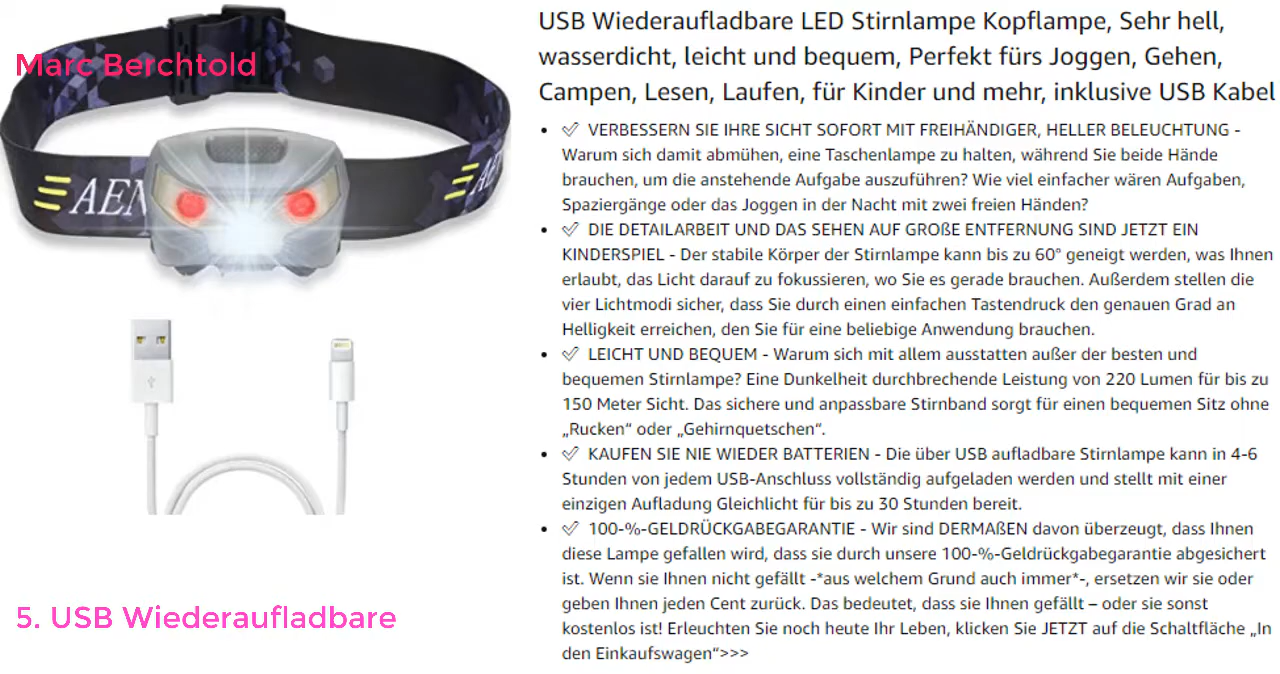 Marc Berchtold
AEN
USB Wiederaufladbare LED Stirnlampe Kopflampe, Sehr hell,
wasserdicht, leicht und bequem, Perfekt fürs Joggen, Gehen,
Campen, Lesen, Laufen, für Kinder und mehr, inklusive USB Kabel
• ✅ VERBESSERN SIE IHRE SICHT SOFORT MIT FREIHÄNDIGER, HELLER BELEUCHTUNG -
Warum sich damit abmühen, eine Taschenlampe zu halten, während Sie beide Hände
brauchen, um die anstehende Aufgabe auszuführen? Wie viel einfacher wären Aufgaben,
Spaziergänge oder das Joggen in der Nacht mit zwei freien Händen?
• ✅ DIE DETAILARBEIT UND DAS SEHEN AUF GROßE ENTFERNUNG SIND JETZT EIN
KINDERSPIEL - Der stabile Körper der Stirnlampe kann bis zu 60° geneigt werden, was Ihnen
erlaubt, das Licht darauf zu fokussieren, wo Sie es gerade brauchen. Außerdem stellen die
vier Lichtmodi sicher, dass Sie durch einen einfachen Tastendruck den genauen Grad an
Helligkeit erreichen, den Sie für eine beliebige Anwendung brauchen.
• ✅ LEICHT UND BEQUEM - Warum sich mit allem ausstatten außer der besten und
bequemen Stirnlampe? Eine Dunkelheit durchbrechende Leistung von 220 Lumen für bis zu
150 Meter Sicht. Das sichere und anpassbare Stirnband sorgt für einen bequemen Sitz ohne
„Rucken“ oder „Gehirnquetschen“.
• ✅ KAUFEN SIE NIE WIEDER BATTERIEN - Die über USB aufladbare Stirnlampe kann in 4-6
Stunden von jedem USB-Anschluss vollständig aufgeladen werden und stellt mit einer
einzigen Aufladung Gleichlicht für bis zu 30 Stunden bereit.
• ✅ 100-%-GELDRÜCKGABEGARANTIE - Wir sind DERMAßEN davon überzeugt, dass Ihnen
diese Lampe gefallen wird, dass sie durch unsere 100-%-Geldrückgabegarantie abgesichert
ist. Wenn sie Ihnen nicht gefällt -*aus welchem Grund auch immer*-, ersetzen wir sie oder
geben Ihnen jeden Cent zurück. Das bedeutet, dass sie Ihnen gefällt – oder sie sonst
kostenlos ist! Erleuchten Sie noch heute Ihr Leben, klicken Sie JETZT auf die Schaltfläche „In
den Einkaufswagen“>>>
5. USB Wiederaufladbare